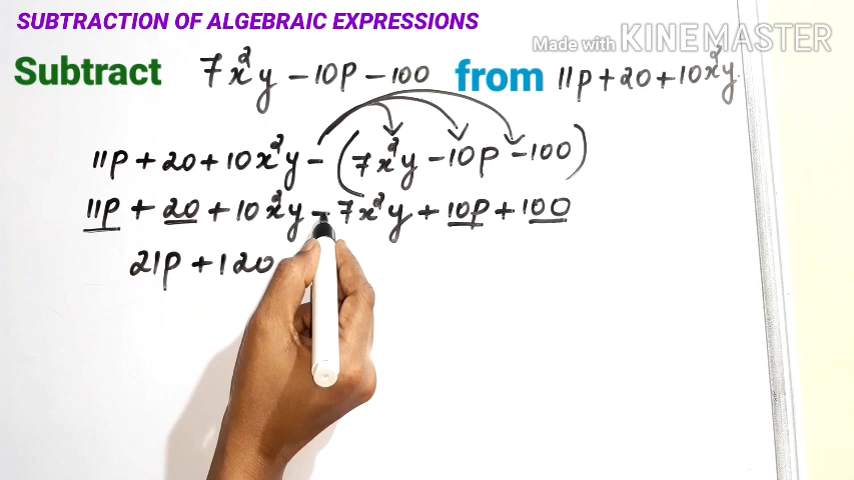 SUBTRACTION OF ALGEBRAIC EXPRESSIONS
Made with KINEMASTER
Subtract 7x²y - 10p - 100 from 11p + 20 + 10x²y
11p + 20 + 10x²y - (7x²y - 10p - 100)
11p + 20 + 10x²y - 7x²y + 10p + 100
21p + 120